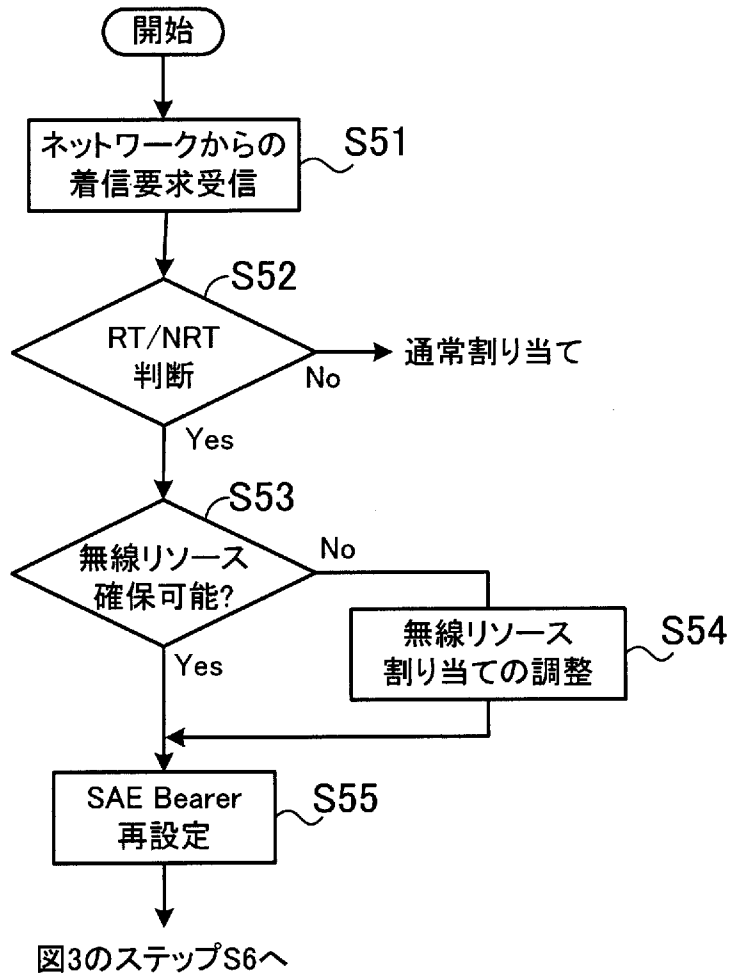 開始
ネットワークからの
着信要求受信
S51
S52
RT/NRT
判断
No
通常割り当て
Yes
S53
無線リソース
確保可能?
No
Yes
無線リソース
割り当ての調整
S54
SAE Bearer
再設定
S55
図3のステップS6へ